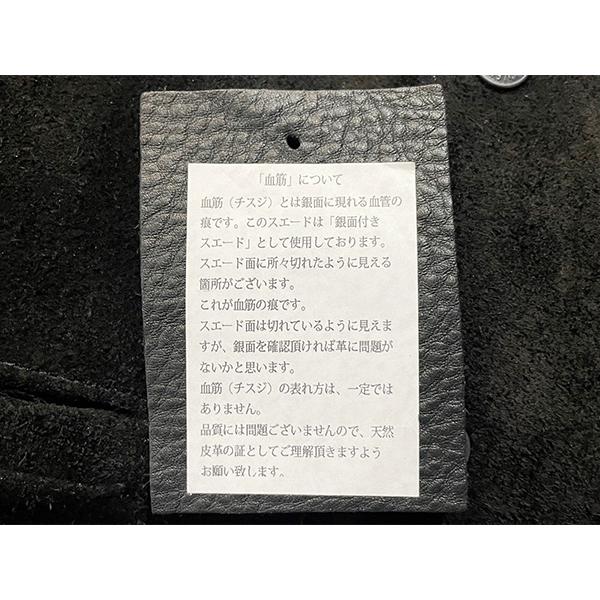 「血筋」について
血筋（チスジ）とは銀面に現れる血管の
痕です。このスエードは「銀面付き
スエード」として使用しております。
スエード面に所々切れたように見える
箇所がございます。
これが血筋の痕です。
スエード面は切れているように見えま
すが、銀面を確認頂ければ革に問題が
ないかと思います。
血筋（チスジ）の表れ方は、一定では
ありません。
品質には問題ございませんので、天然
皮革の証としてご理解頂きますよう
お願い致します。